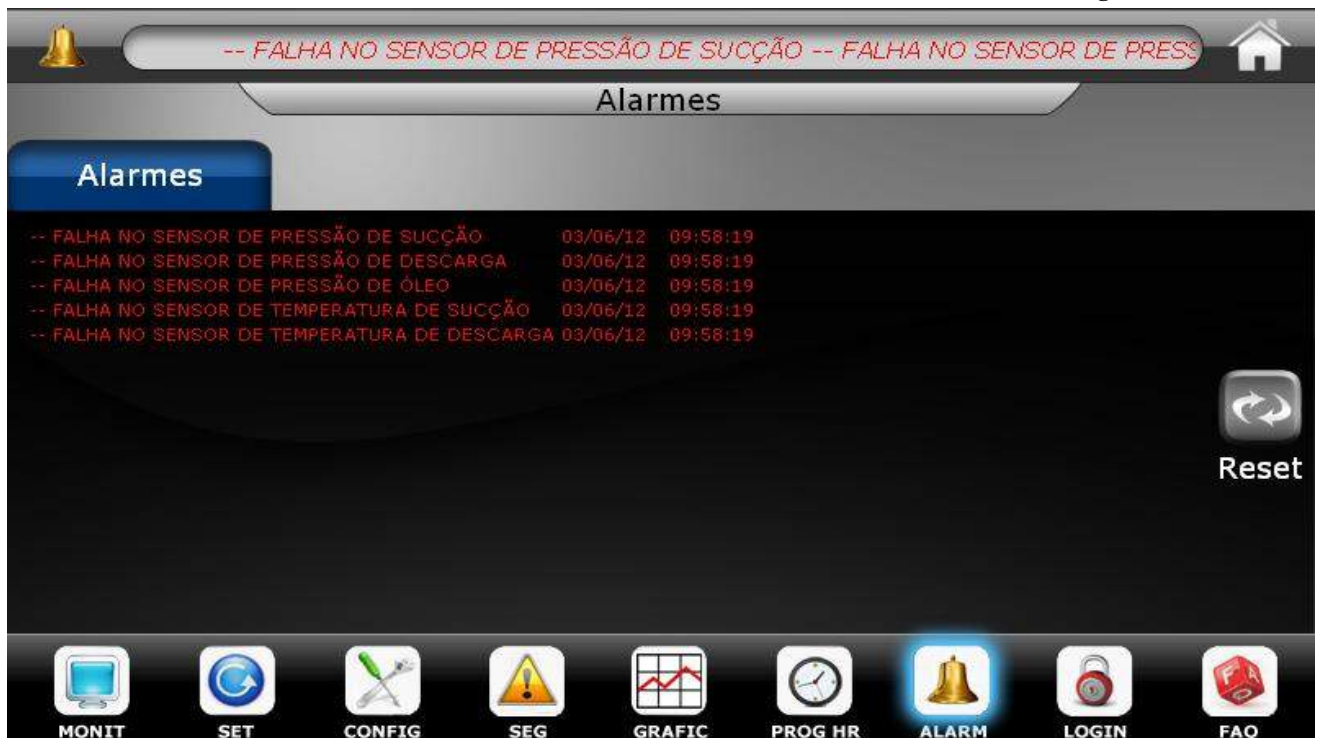 -- FALHA NO SENSOR DE PRESSÃO DE SUCÇÃO -- FALHA NO SENSOR DE PRESS
Alarmes
Alarmes
-- FALHA NO SENSOR DE PRESSÃO DE SUCÇÃO 03/06/12 09:58:19
-- FALHA NO SENSOR DE PRESSÃO DE DESCARGA 03/06/12 09:58:19
-- FALHA NO SENSOR DE PRESSÃO DE ÓLEO 03/06/12 09:58:19
-- FALHA NO SENSOR DE TEMPERATURA DE SUCÇÃO 03/06/12 09:58:19
-- FALHA NO SENSOR DE TEMPERATURA DE DESCARGA 03/06/12 09:58:19
Reset
MONIT SET CONFIG SEG GRAFIC PROG HR ALARM LOGIN FAQ